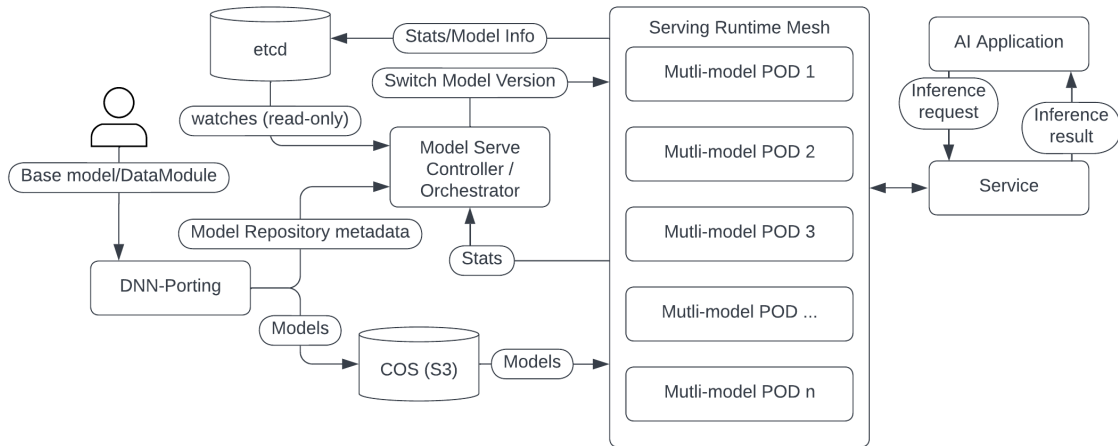 etcd
Stats/Model Info
Serving Runtime Mesh
AI Application
Switch Model Version
Mutli-model POD 1
Inference
request
Inference
result
watches (read-only)
Model Serve
Controller /
Orchestrator
Mutli-model POD 2
Base model/DataModule
Service
Model Repository metadata
Mutli-model POD 3
Stats
DNN-Porting
Mutli-model POD ...
Models
COS (S3)
Models
Mutli-model POD n